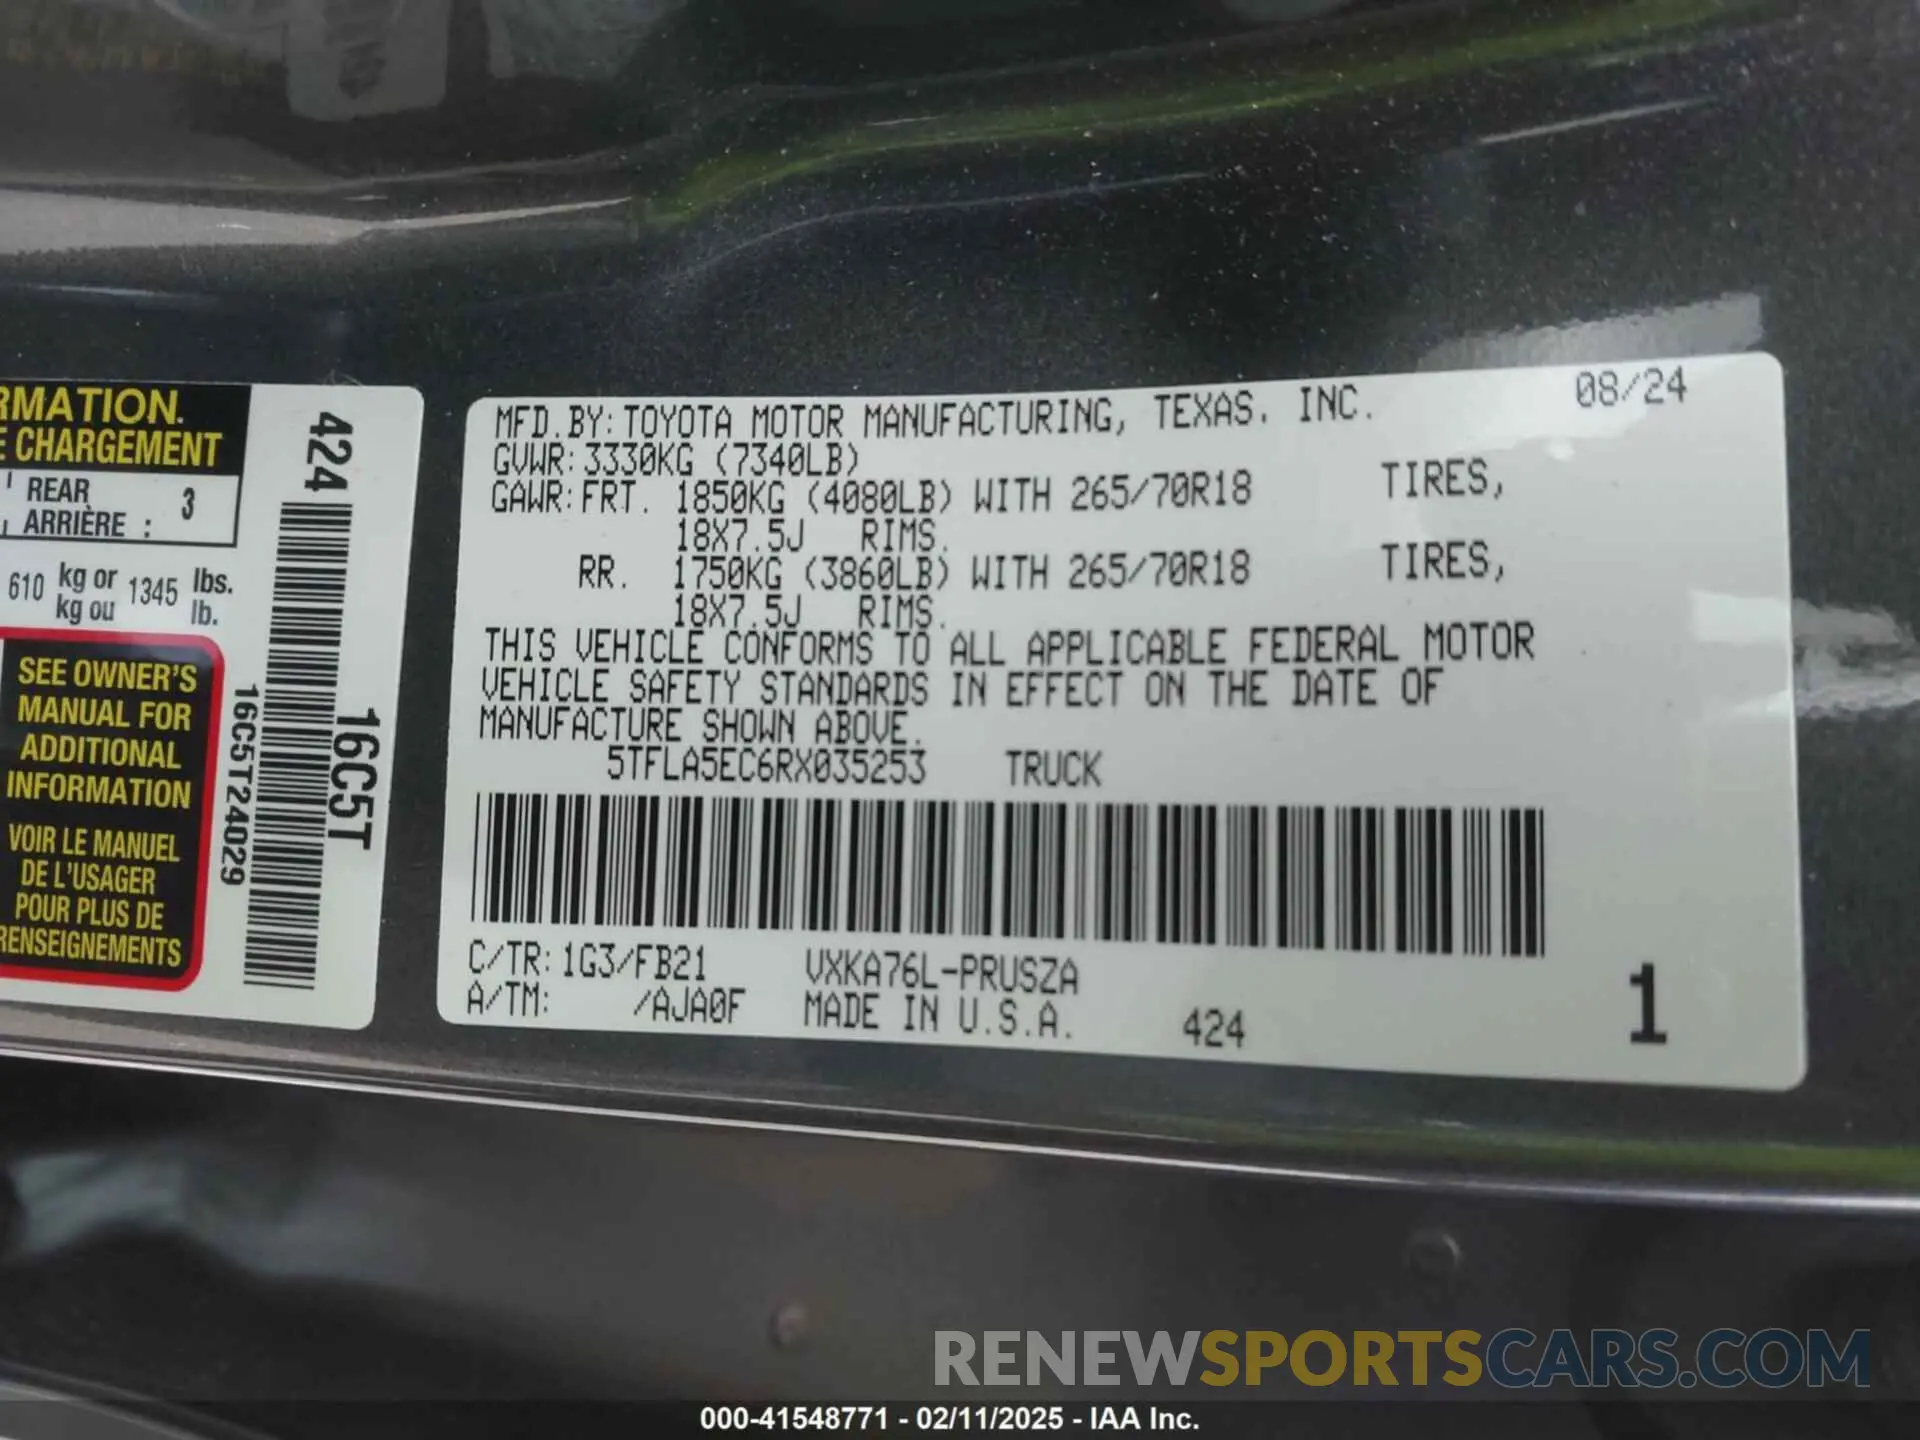 RMATION.
E CHARGEMENT
REAR
ARRIÈRE : 3
610 kg or 1345 lbs.
kg ou lb.
SEE OWNER'S
MANUAL FOR
ADDITIONAL
INFORMATION
VOIR LE MANUEL
DE L'USAGER
POUR PLUS DE
RENSEIGNEMENTS
424
16C5T
16C5T24029
MFD.BY:TOYOTA MOTOR MANUFACTURING, TEXAS. INC. 08/24
GVWR:3330KG (7340LB)
GAWR:FRT. 1850KG (4080LB) WITH 265/70R18 TIRES,
18X7.5J RIMS.
RR. 1750KG (3860LB) WITH 265/70R18 TIRES,
18X7.5J RIMS.
THIS VEHICLE CONFORMS TO ALL APPLICABLE FEDERAL MOTOR
VEHICLE SAFETY STANDARDS IN EFFECT ON THE DATE OF
MANUFACTURE SHOWN ABOVE.
5TFLA5EC6RX035253 TRUCK
C/TR:1G3/FB21 VXKA76L-PRUSZA
A/TM: /AJA0F MADE IN U.S.A. 424
1
RENEWSPORTSCARS.COM
000-41548771 - 02/11/2025 - IAA Inc.